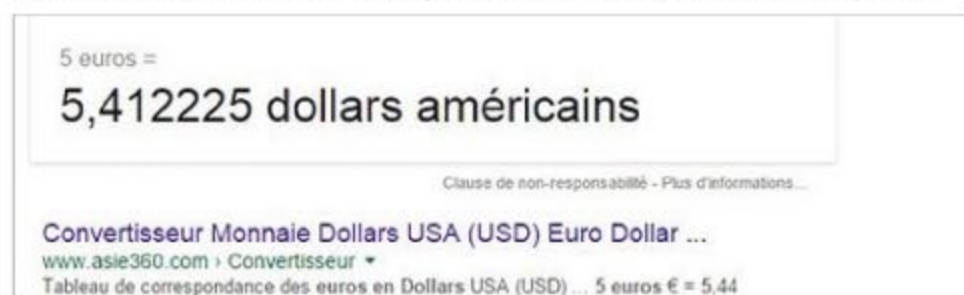 5 euros =
5,412225 dollars américains
Clause de non-responsabilité - Plus d'informations...
Convertisseur Monnaie Dollars USA (USD) Euro Dollar ...
www.asie360.com › Convertisseur ▾
Tableau de correspondance des euros en Dollars USA (USD) ... 5 euros € = 5,44